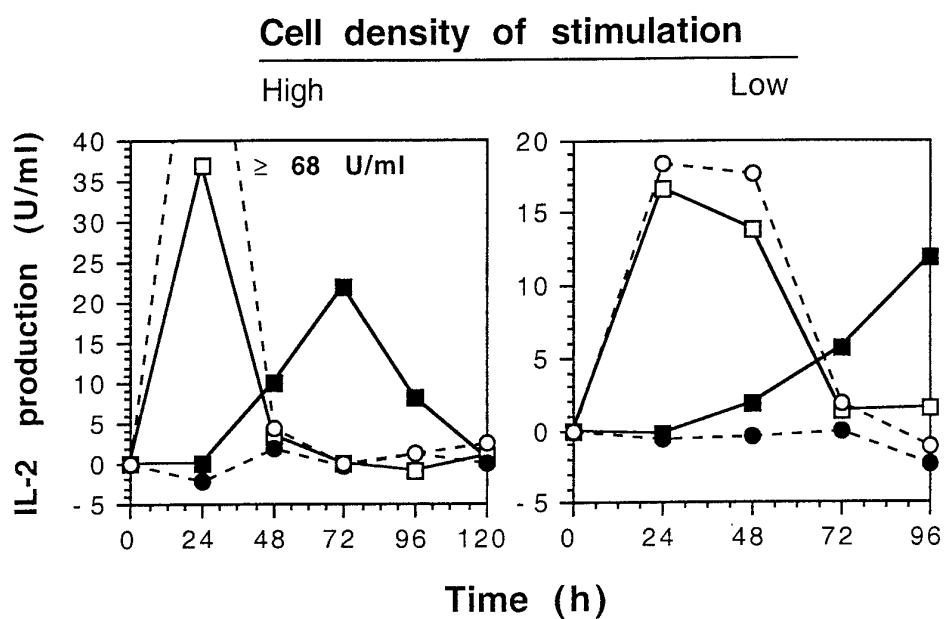 Cell density of stimulation
High
Low
IL-2 production (U/ml)
40
35
30
25
20
15
10
5
0
-5
≥ 68 U/ml
0 24 48 72 96 120
20
15
10
5
0
-5
0 24 48 72 96
Time (h)